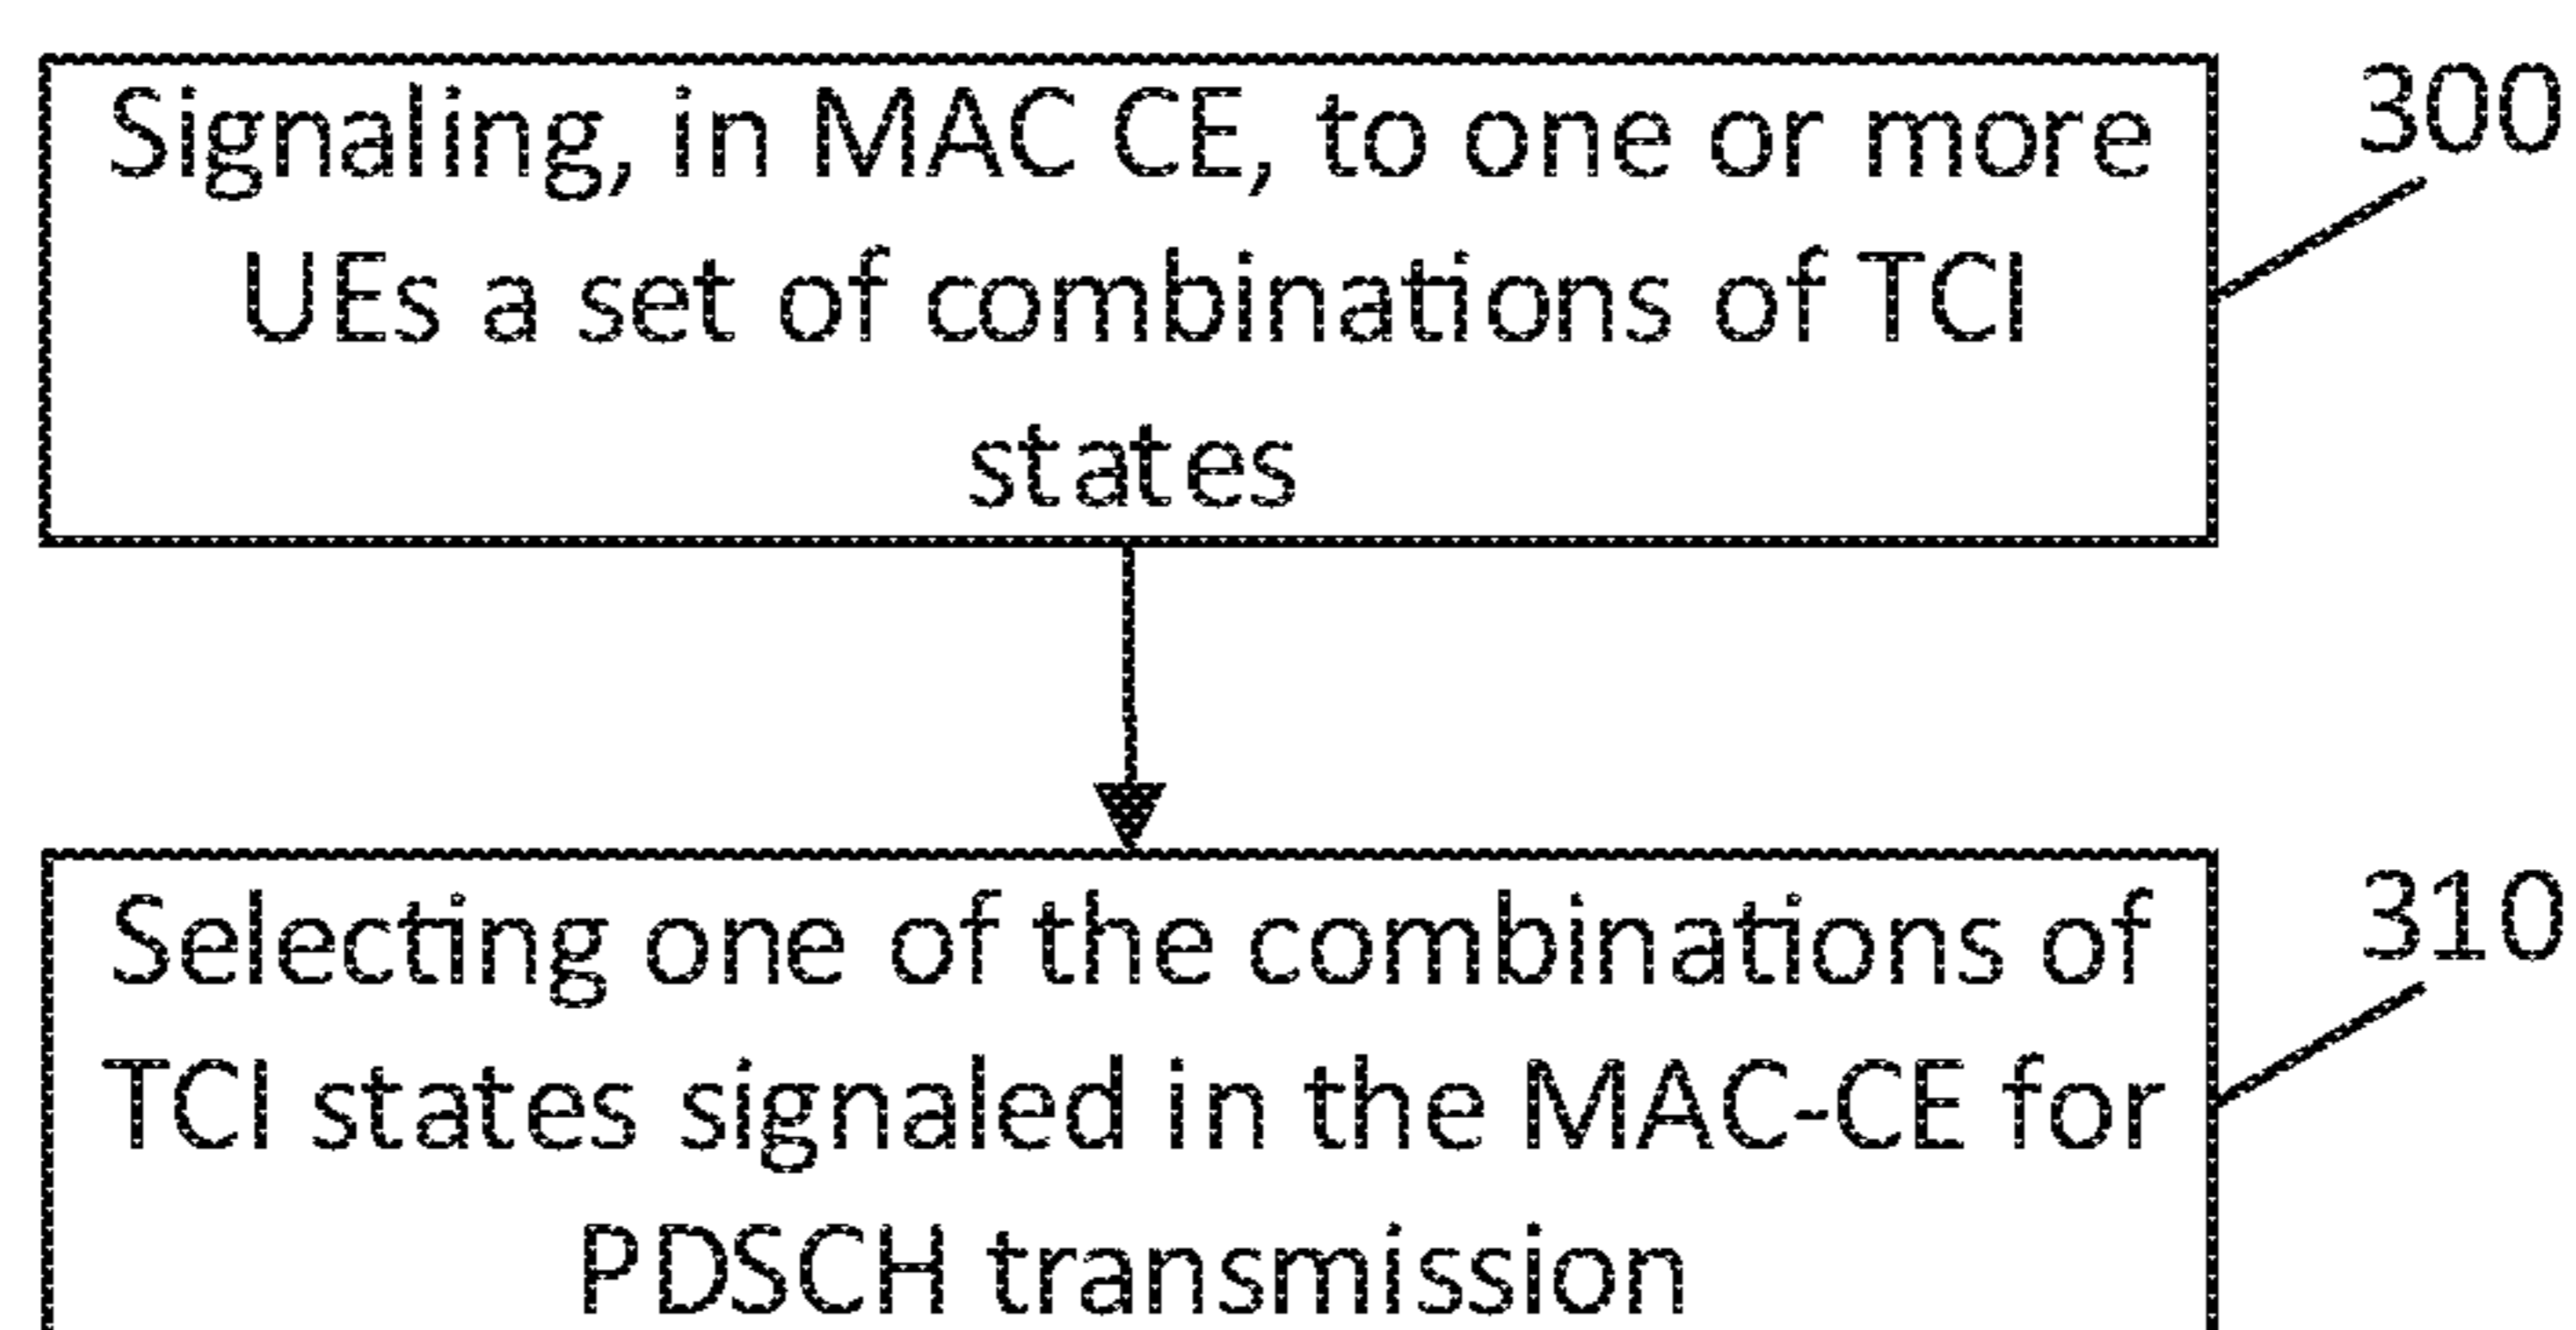 Signaling, in MAC CE, to one or more
UEs a set of combinations of TCI
states
300
Selecting one of the combinations of
TCI states signaled in the MAC-CE for
PDSCH transmission
310